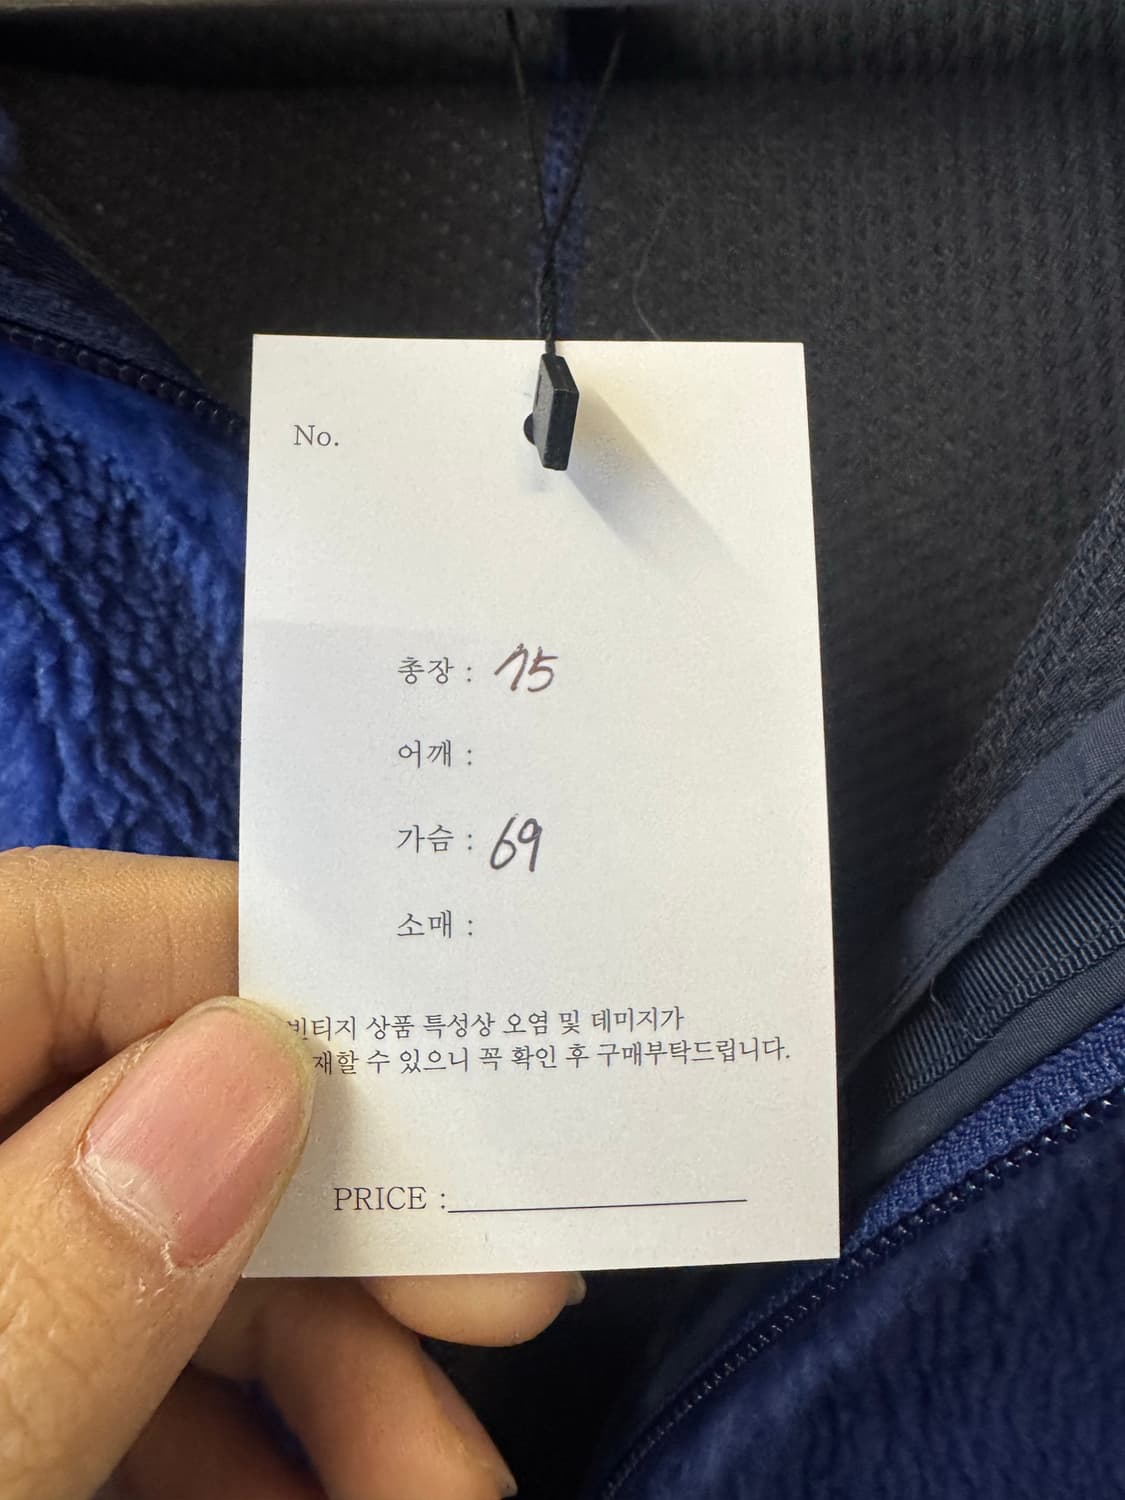 No.
총장 : 75
어깨 :
가슴 : 69
소매 :
빈티지 상품 특성상 오염 및 데미지가
재할 수 있으니 꼭 확인 후 구매부탁드립니다.
PRICE :